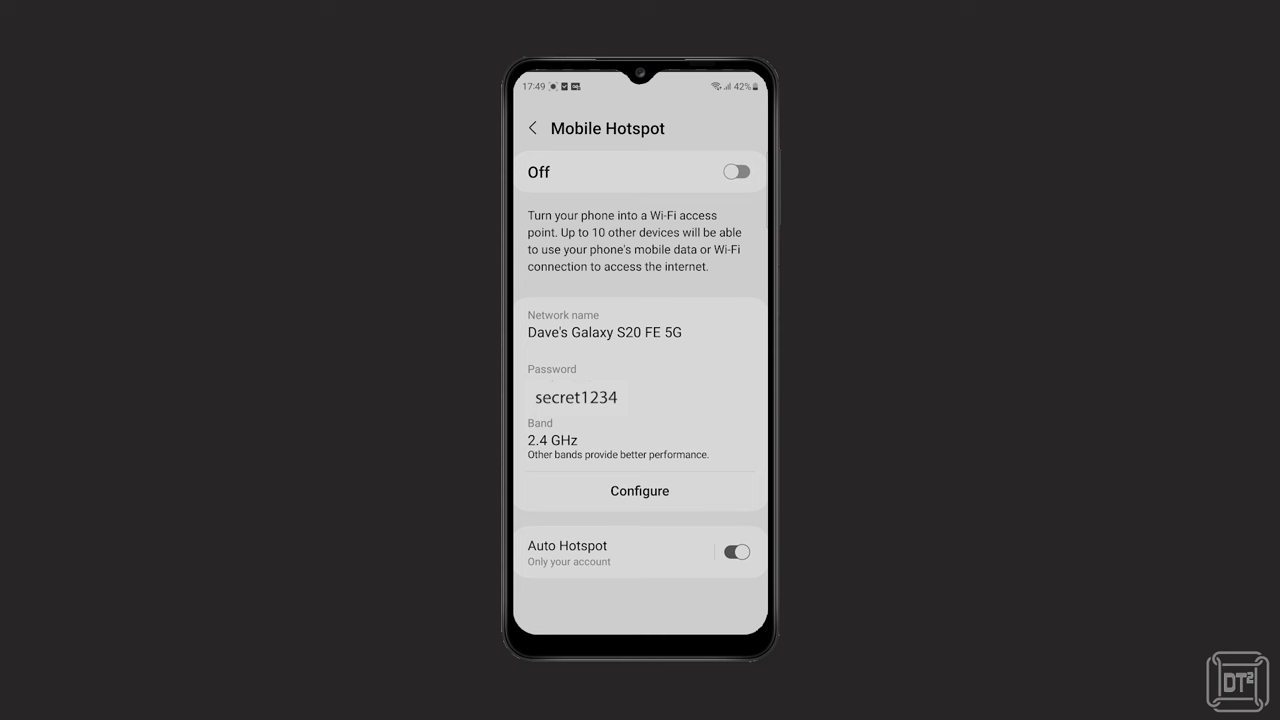 17:49
42%
Mobile Hotspot
Off
Turn your phone into a Wi-Fi access
point. Up to 10 other devices will be able
to use your phone's mobile data or Wi-Fi
connection to access the internet.
Network name
Dave's Galaxy S20 FE 5G
Password
secret1234
Band
2.4 GHz
Other bands provide better performance.
Configure
Auto Hotspot
Only your account
DT2